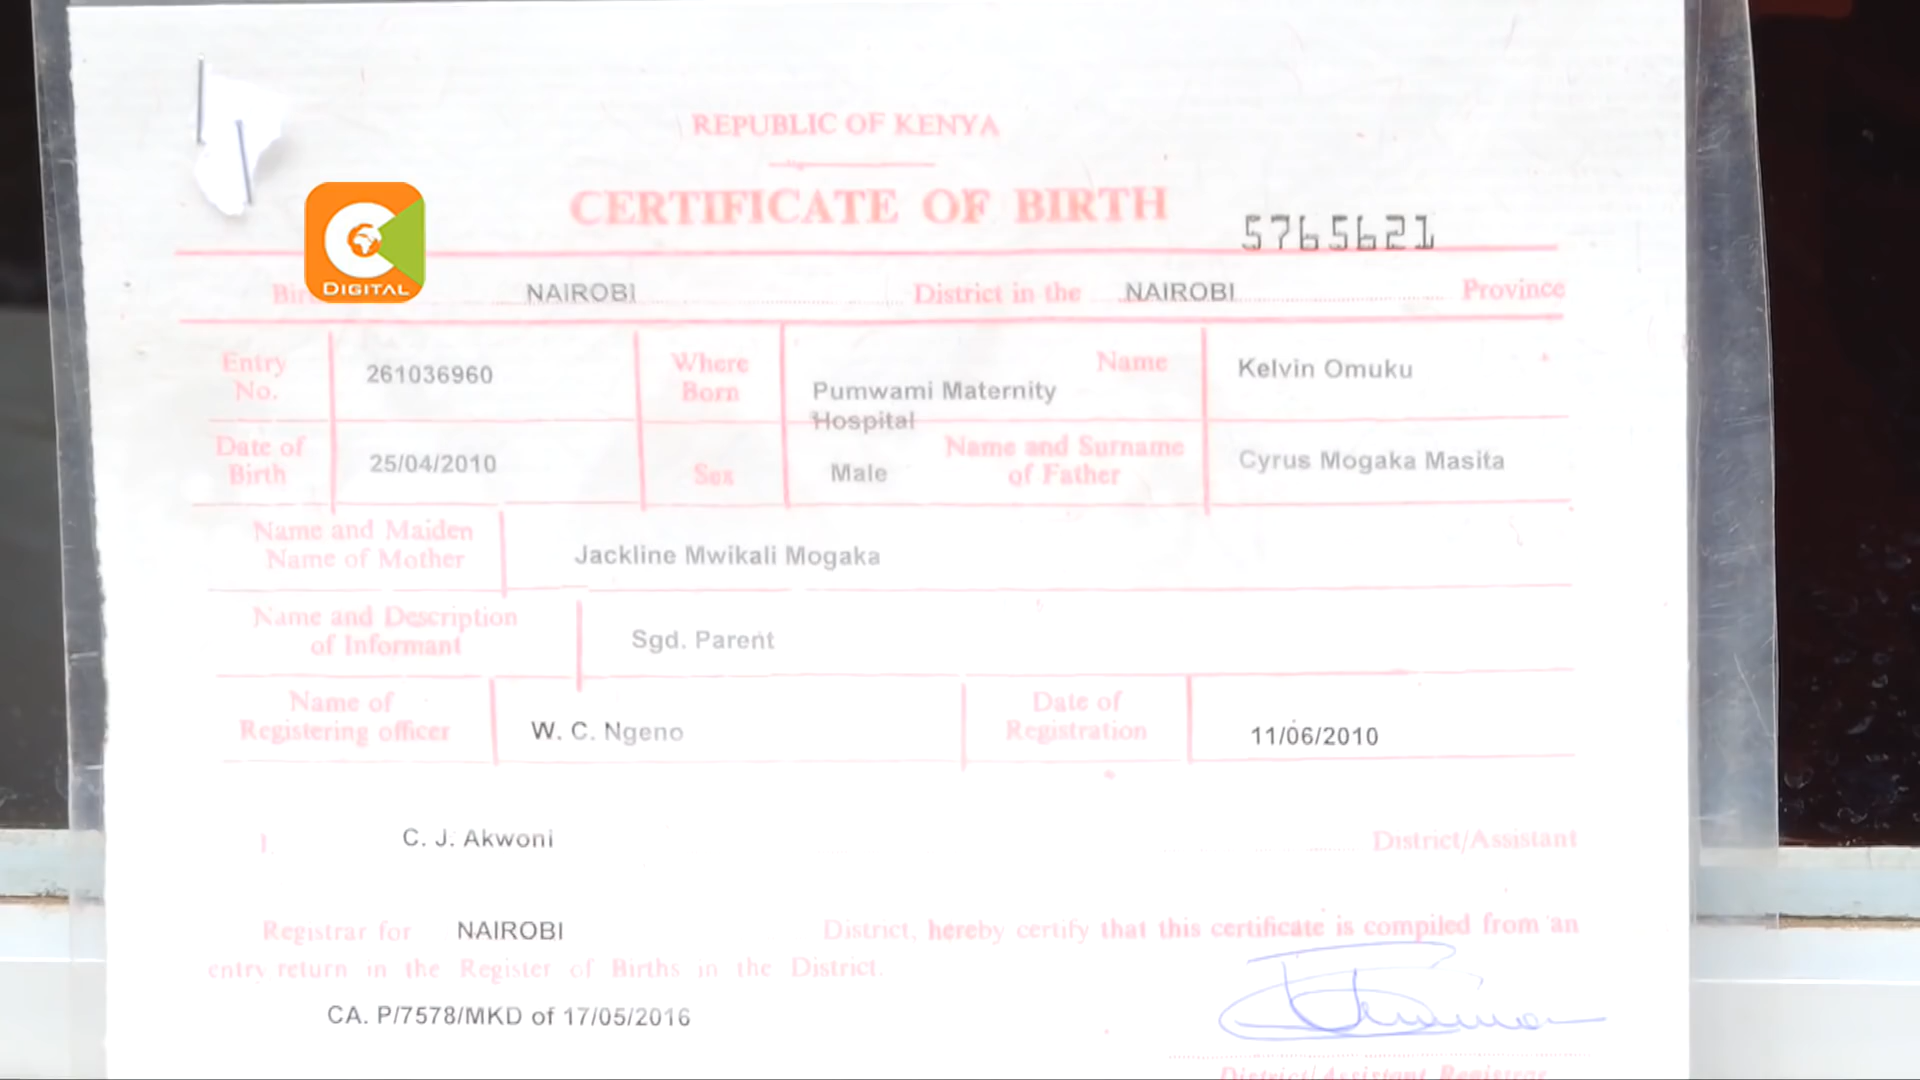 REPUBLIC OF KENYA
CERTIFICATE OF BIRTH
5765621
DIGITAL
NAIROBI District in the NAIROBI Province
Entry No. 261036960 Where Born Pumwami Maternity Hospital Name Kelvin Omuku
Date of Birth 25/04/2010 Sex Male Name and Surname of Father Cyrus Mogaka Masita
Name and Maiden Name of Mother Jackline Mwikali Mogaka
Name and Description of Informant Sgd. Parent
Name of Registering officer W. C. Ngeno Date of Registration 11/06/2010
I. C. J. Akwoni District/Assistant
Registrar for NAIROBI District, hereby certify that this certificate is compiled from an
entry return in the Register of Births in the District.
CA. P/7578/MKD of 17/05/2016
District/Assistant Registrar